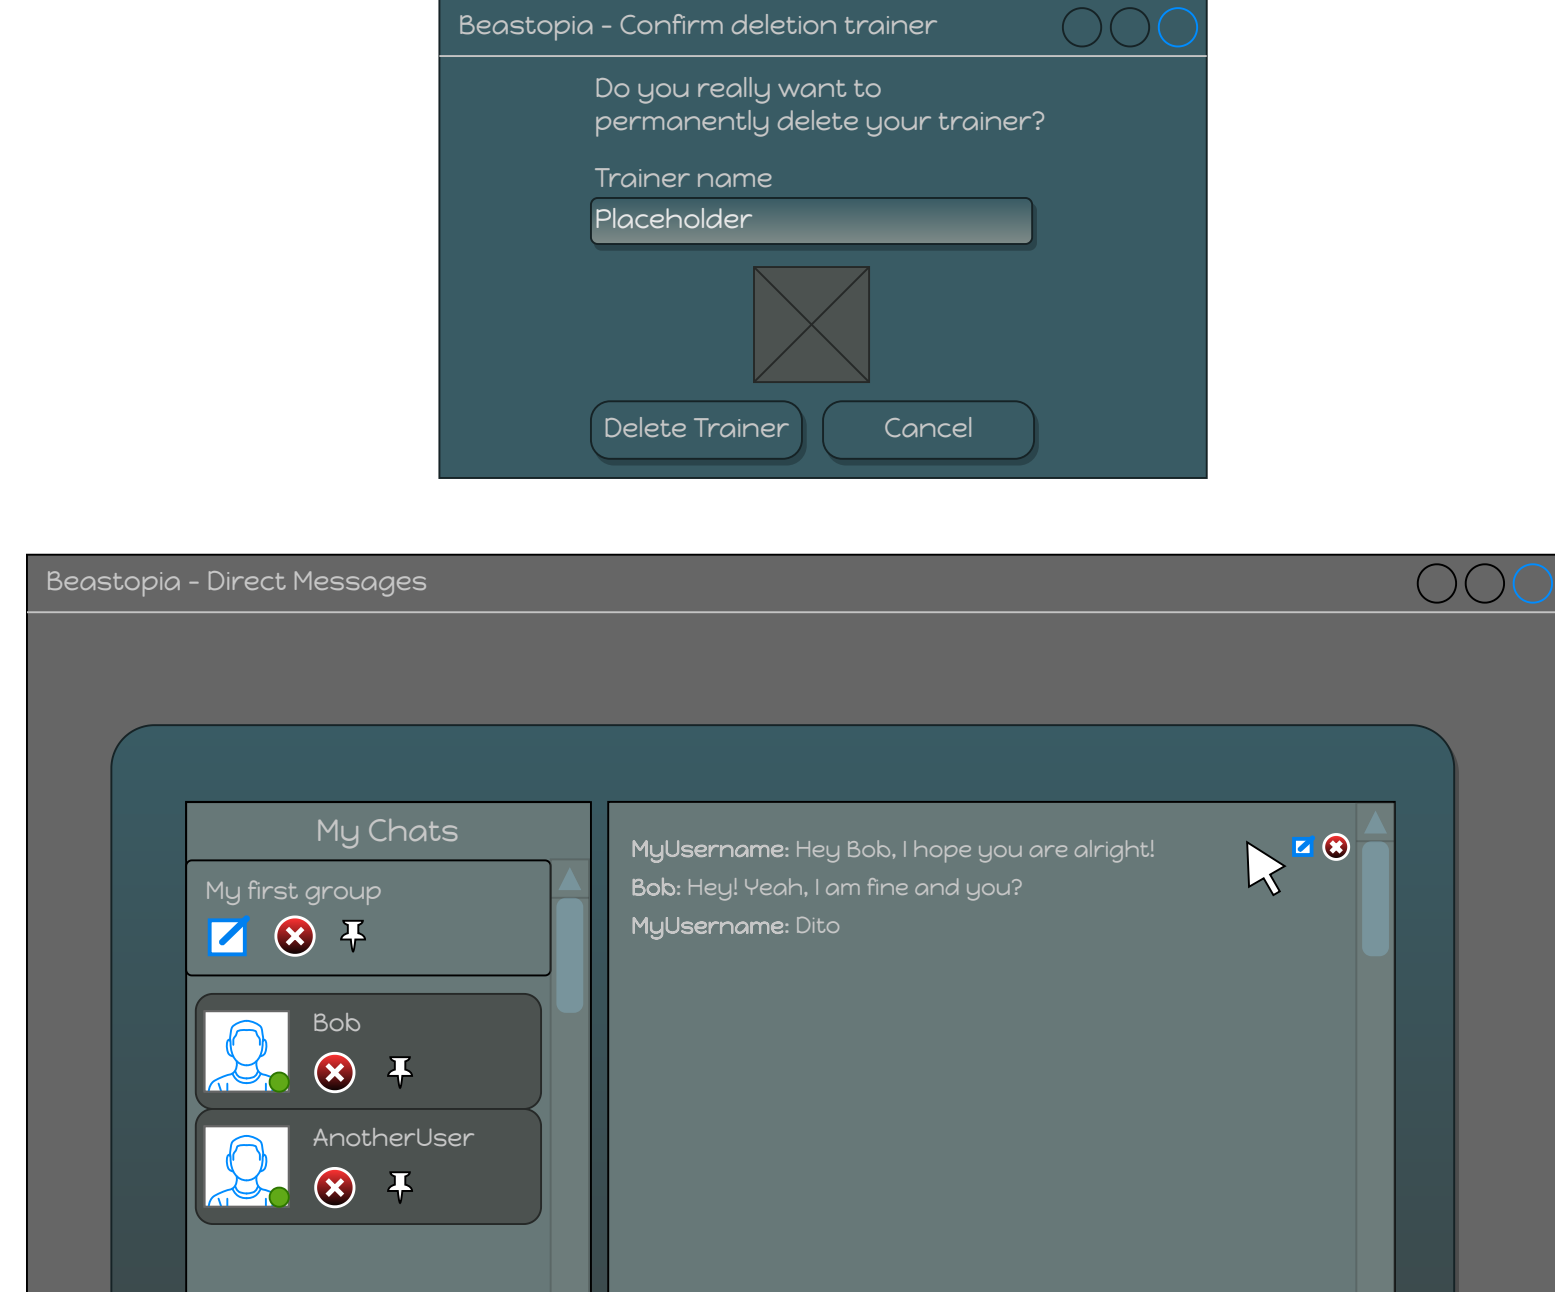 Beastopia - Confirm deletion trainer
Do you really want to
permanently delete your trainer?
Trainer name
Placeholder
Delete Trainer
Cancel
Beastopia - Direct Messages
My Chats
My first group
Bob
AnotherUser
MyUsername: Hey Bob, I hope you are alright!
Bob: Hey! Yeah, I am fine and you?
MyUsername: Dito